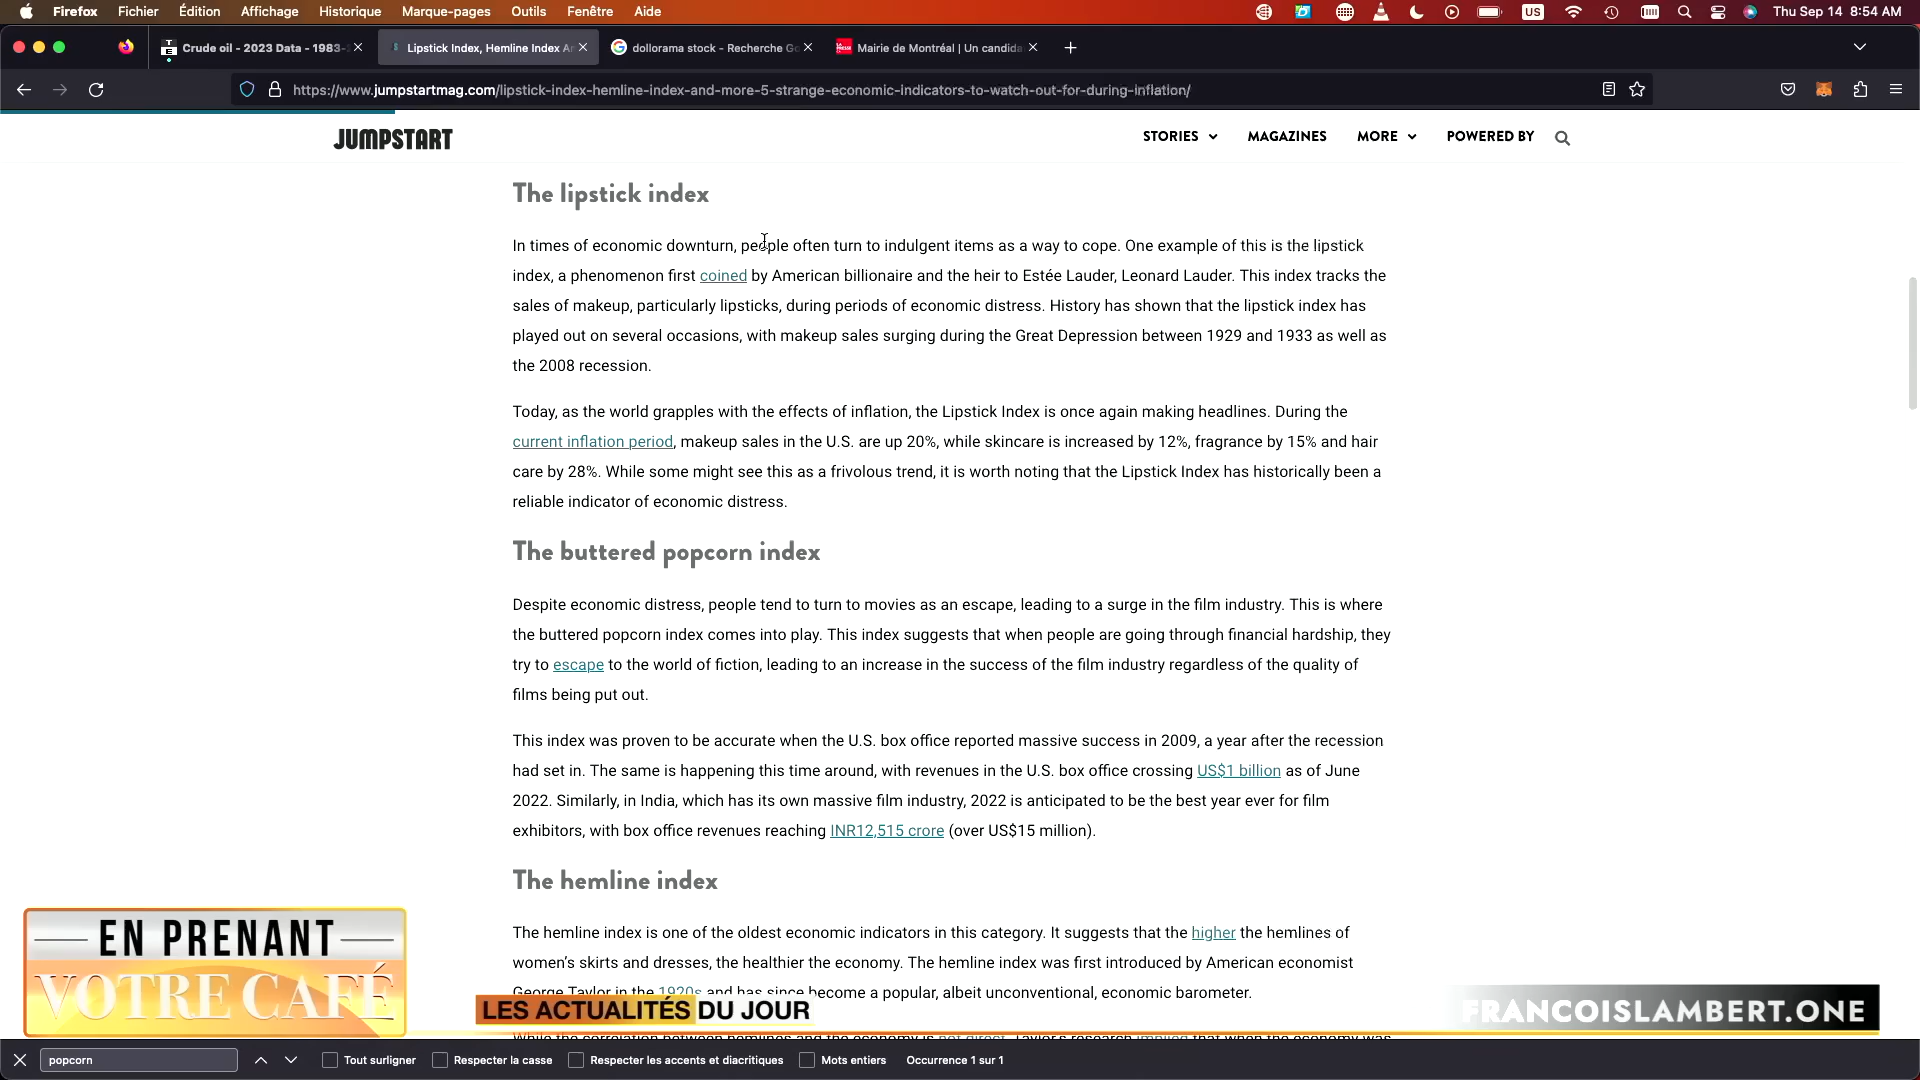 Firefox Fichier Édition Affichage Historique Marque-pages Outils Fenêtre Aide US Thu Sep 14 8:54 AM
Crude oil - 2023 Data - 1983- Lipstick Index, Hemline Index A dollorama stock - Recherche Go Mairie de Montréal | Un candida
https://www.jumpstartmag.com/lipstick-index-hemline-index-and-more-5-strange-economic-indicators-to-watch-out-for-during-inflation/
JUMPSTART STORIES MAGAZINES MORE POWERED BY
The lipstick index
In times of economic downturn, people often turn to indulgent items as a way to cope. One example of this is the lipstick
index, a phenomenon first coined by American billionaire and the heir to Estée Lauder, Leonard Lauder. This index tracks the
sales of makeup, particularly lipsticks, during periods of economic distress. History has shown that the lipstick index has
played out on several occasions, with makeup sales surging during the Great Depression between 1929 and 1933 as well as
the 2008 recession.
Today, as the world grapples with the effects of inflation, the Lipstick Index is once again making headlines. During the
current inflation period, makeup sales in the U.S. are up 20%, while skincare is increased by 12%, fragrance by 15% and hair
care by 28%. While some might see this as a frivolous trend, it is worth noting that the Lipstick Index has historically been a
reliable indicator of economic distress.
The buttered popcorn index
Despite economic distress, people tend to turn to movies as an escape, leading to a surge in the film industry. This is where
the buttered popcorn index comes into play. This index suggests that when people are going through financial hardship, they
try to escape to the world of fiction, leading to an increase in the success of the film industry regardless of the quality of
films being put out.
This index was proven to be accurate when the U.S. box office reported massive success in 2009, a year after the recession
had set in. The same is happening this time around, with revenues in the U.S. box office crossing US$1 billion as of June
2022. Similarly, in India, which has its own massive film industry, 2022 is anticipated to be the best year ever for film
exhibitors, with box office revenues reaching INR12,515 crore (over US$15 million).
The hemline index
The hemline index is one of the oldest economic indicators in this category. It suggests that the higher the hemlines of
women's skirts and dresses, the healthier the economy. The hemline index was first introduced by American economist
George Taylor in the 1920s and has since become a popular, albeit unconventional, economic barometer.
EN PRENANT
VOTRE CAFÉ
LES ACTUALITÉS DU JOUR
FRANCOISLAMBERT.ONE
popcorn Tout surligner Respecter la casse Respecter les accents et diacritiques Mots entiers Occurrence 1 sur 1